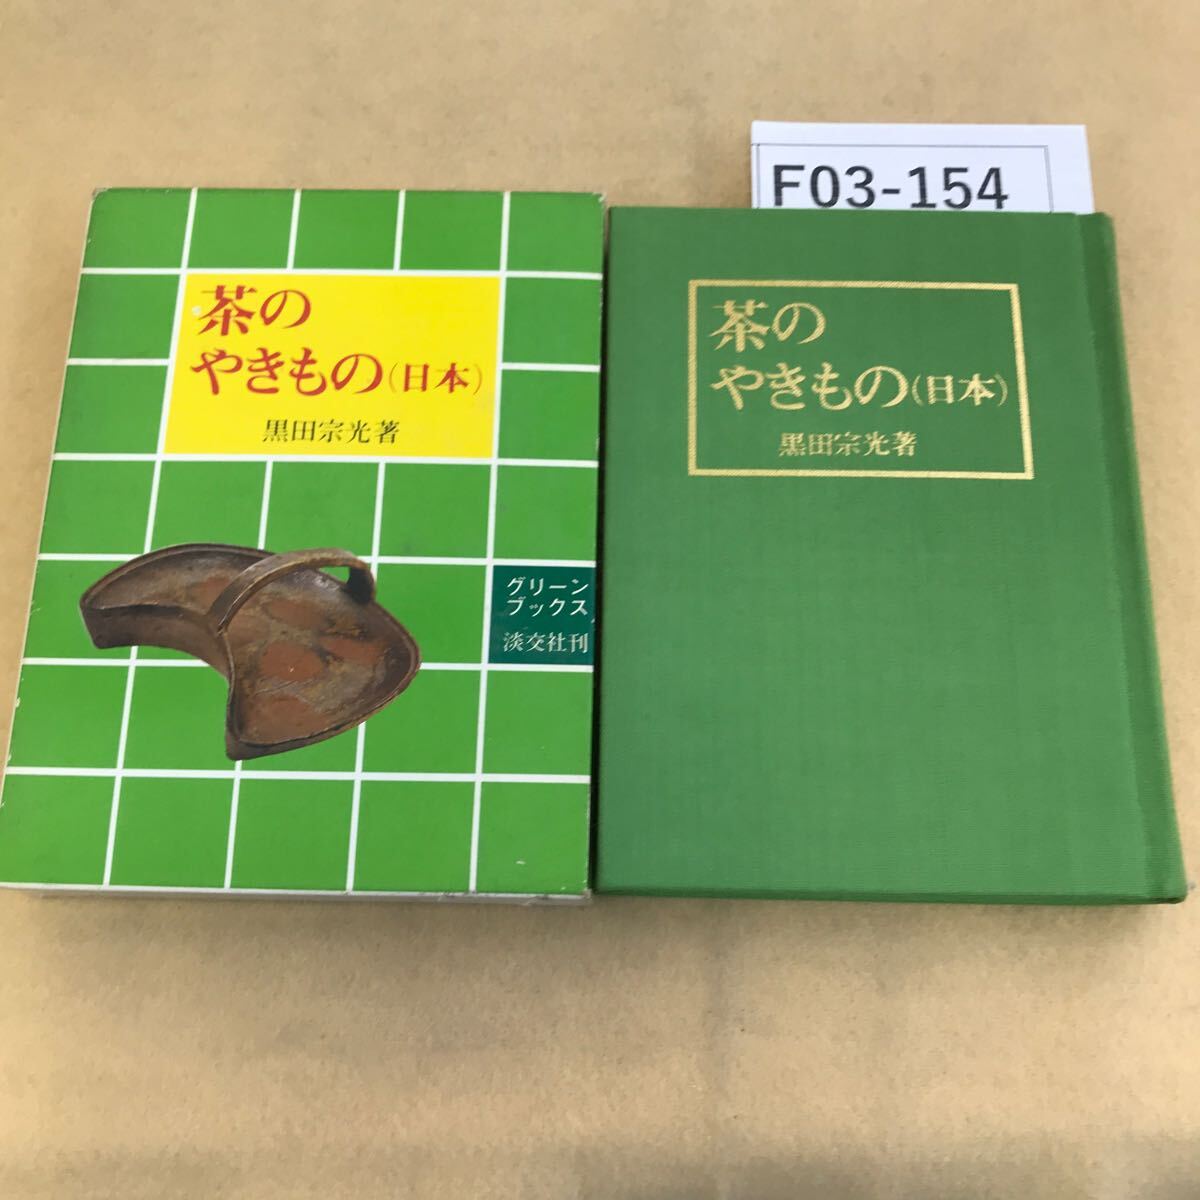 F03-154
茶の
やきもの(日本)
黒田宗光著
グリーン
ブックス
淡交社刊
茶の
やきもの(日本)
黒田宗光著